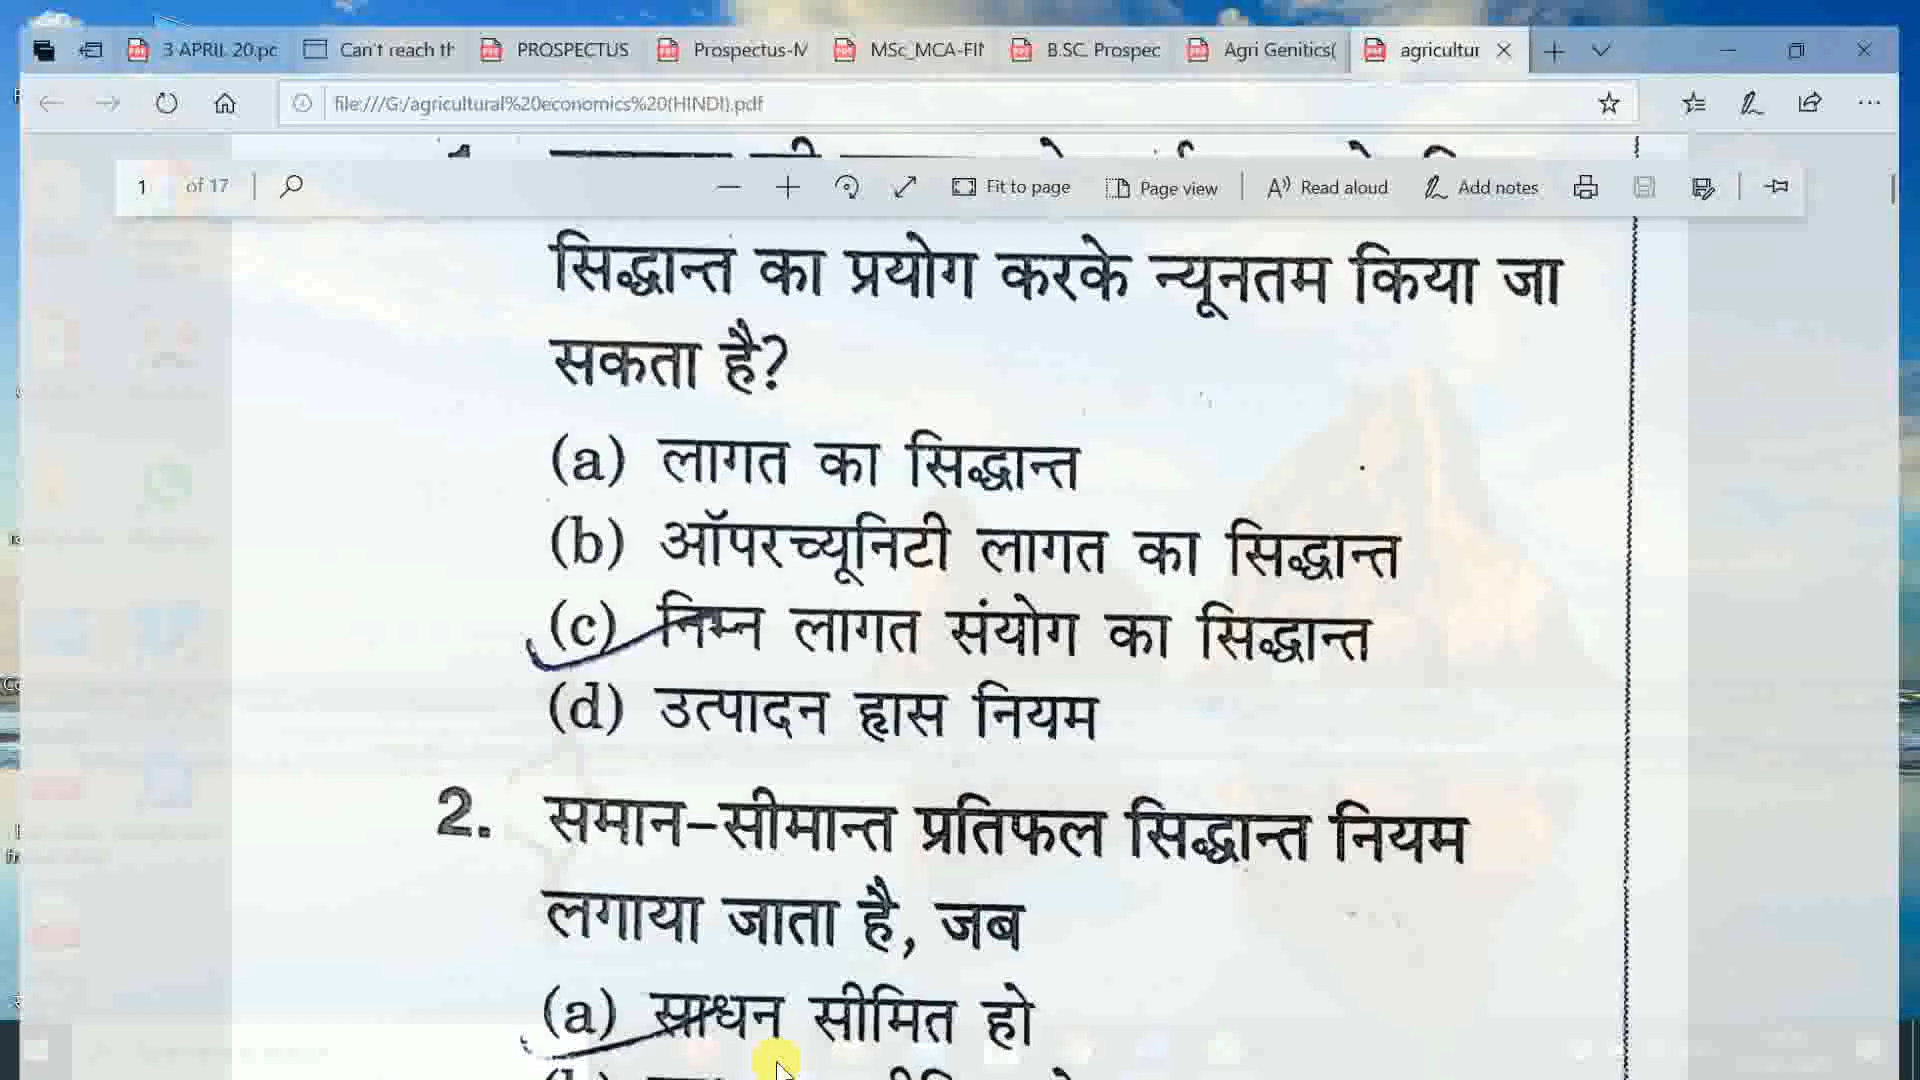 3 APRIL 20.pc
Can't reach th
PROSPECTUS
Prospectus-M
MSc_MCA-FII
B.SC. Prospec
Agri Genitics(
agricultur
file:///G:/agricultural%20economics%20(HINDI).pdf
1 of 17
Fit to page
Page view
Read aloud
Add notes
सिद्धान्त का प्रयोग करके न्यूनतम किया जा
सकता है?
(a) लागत का सिद्धान्त
(b) ऑपरच्यूनिटी लागत का सिद्धान्त
(c) निम्न लागत संयोग का सिद्धान्त
(d) उत्पादन ह्रास नियम
2. समान-सीमान्त प्रतिफल सिद्धान्त नियम
लगाया जाता है, जब
(a) साधन सीमित हो